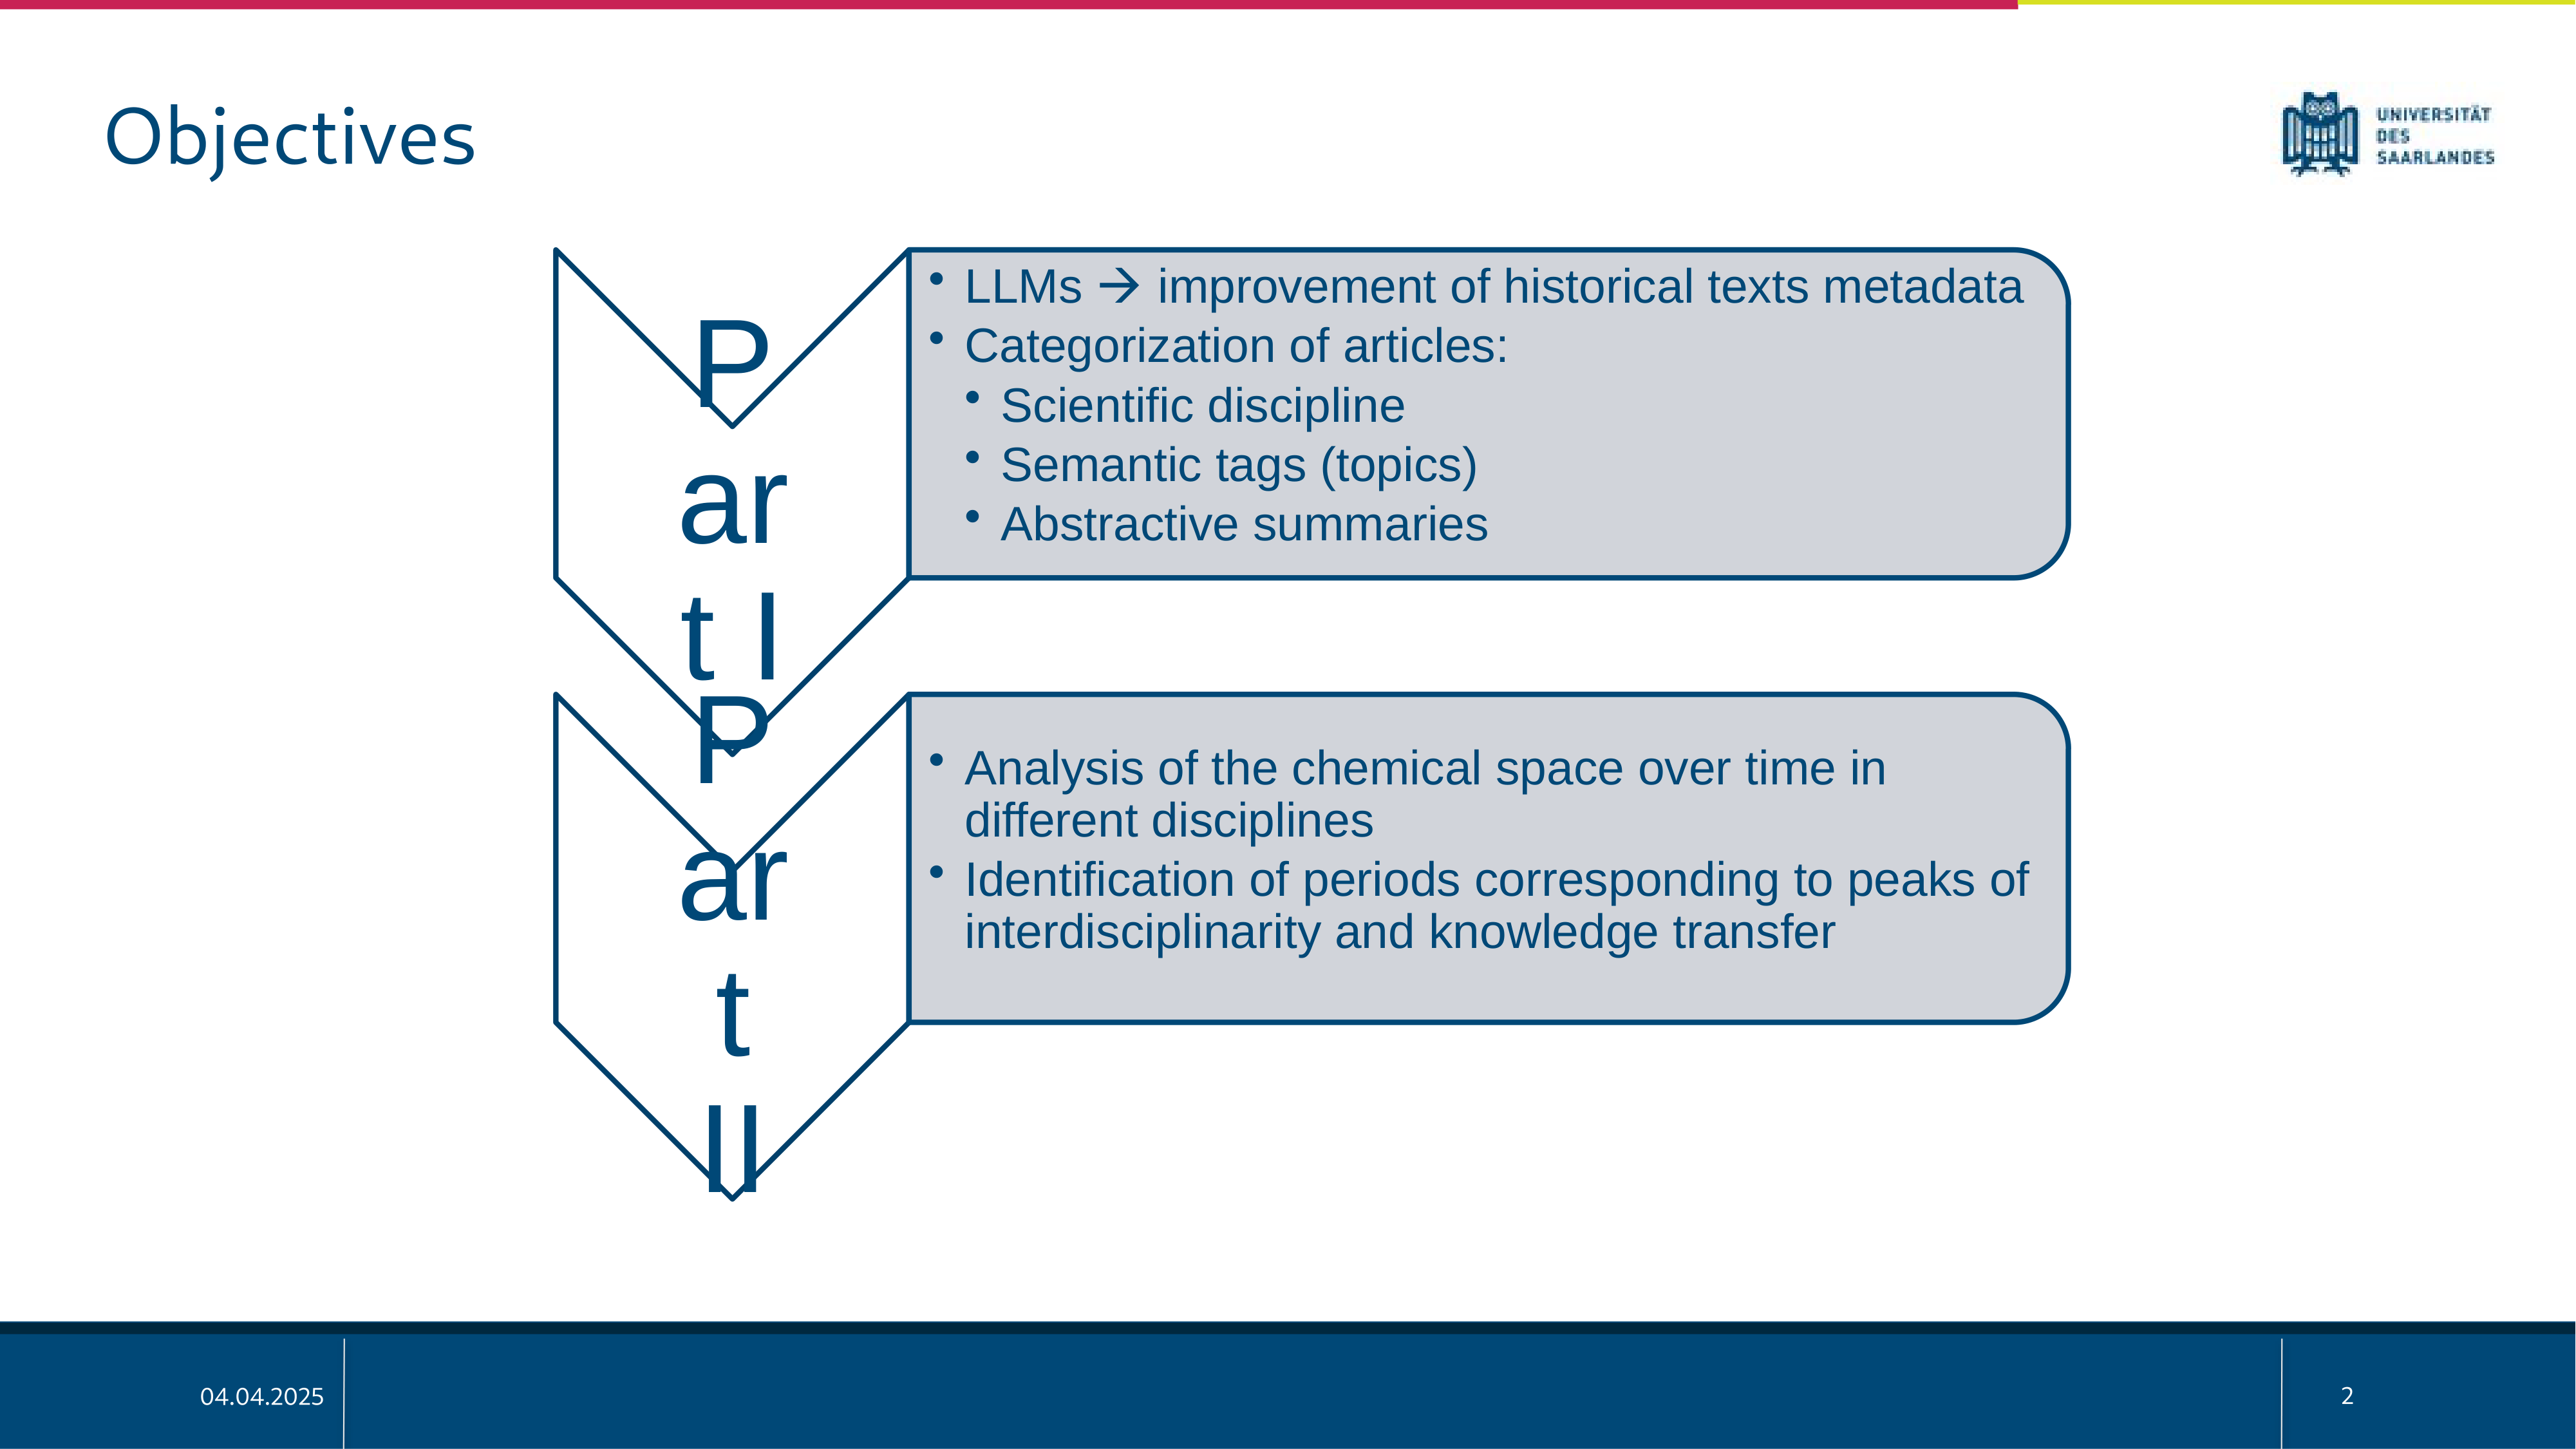 Objectives
UNIVERSITÄT
DES
SAARLANDES
P
ar
t I
• LLMs → improvement of historical texts metadata
• Categorization of articles:
• Scientific discipline
• Semantic tags (topics)
• Abstractive summaries
P
ar
t
II
• Analysis of the chemical space over time in
different disciplines
• Identification of periods corresponding to peaks of
interdisciplinarity and knowledge transfer
04.04.2025
2